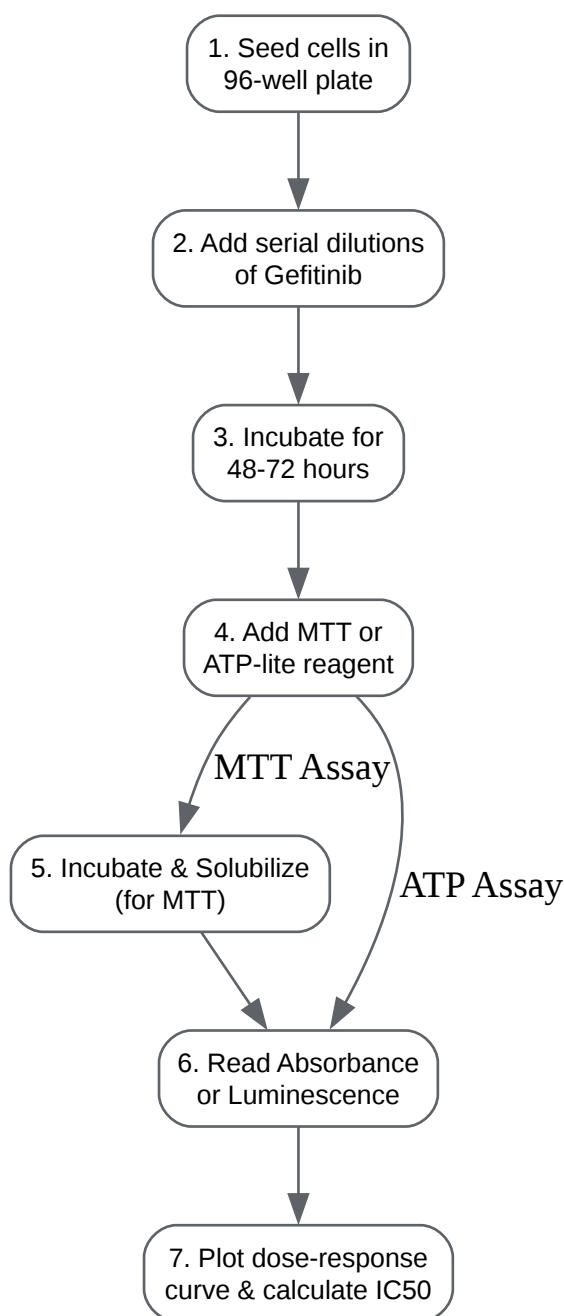 1. Seed cells in
96-well plate
2. Add serial dilutions
of Gefitinib
3. Incubate for
48-72 hours
4. Add MTT or
ATP-lite reagent
MTT Assay
5. Incubate & Solubilize
(for MTT)
ATP Assay
6. Read Absorbance
or Luminescence
7. Plot dose-response
curve & calculate IC50